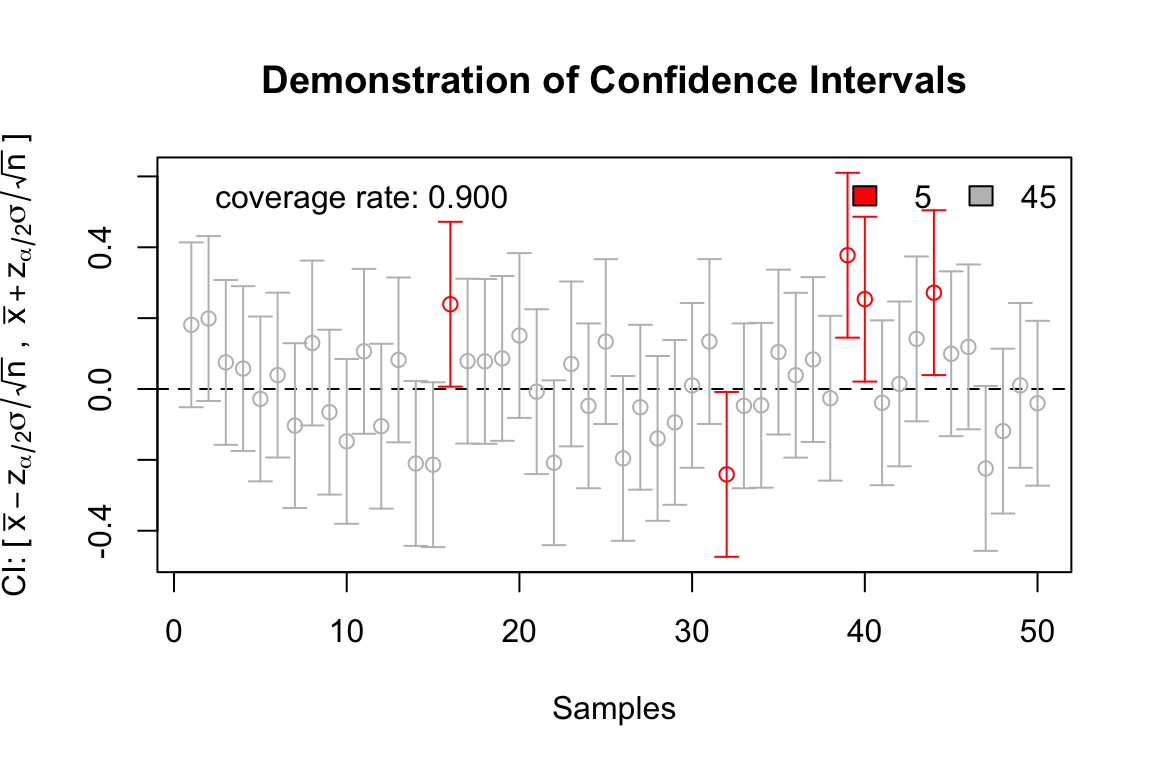 Demonstration of Confidence Intervals
coverage rate: 0.900
5 45
CI: [ x̅ − zα/2σ/√n , x̅ + zα/2σ/√n ]
0.4
0.0
-0.4
0 10 20 30 40 50
Samples